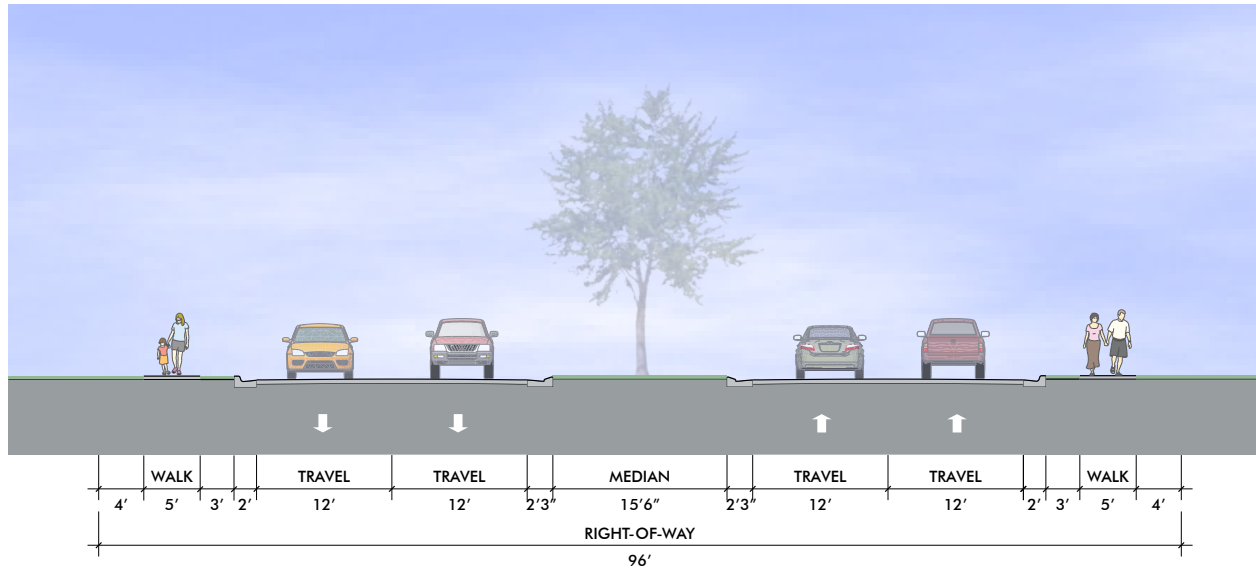 WALK TRAVEL TRAVEL MEDIAN TRAVEL TRAVEL WALK
4’ 5’ 3’ 2’ 12’ 12’ 2’3” 15’6” 2’3” 12’ 12’ 2’ 3’ 5’ 4’
RIGHT-OF-WAY
96’